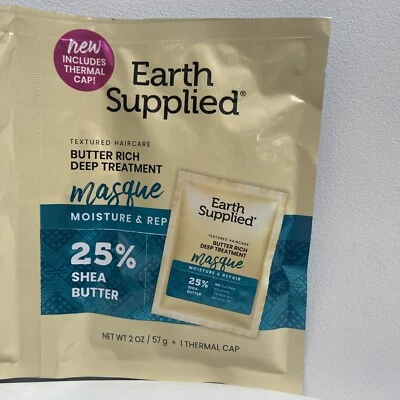 new
INCLUDES
THERMAL
CAP!
Earth
Supplied®
TEXTURED HAIRCARE
BUTTER RICH
DEEP TREATMENT
masque
MOISTURE & REP
25%
SHEA
BUTTER
Earth
Supplied®
TEXTURED HAIRCARE
BUTTER RICH
DEEP TREATMENT
masque
MOISTURE & REPAIR
25%
SHEA
BUTTER
NET WT 2 OZ / 57 g + 1 THERMAL CAP